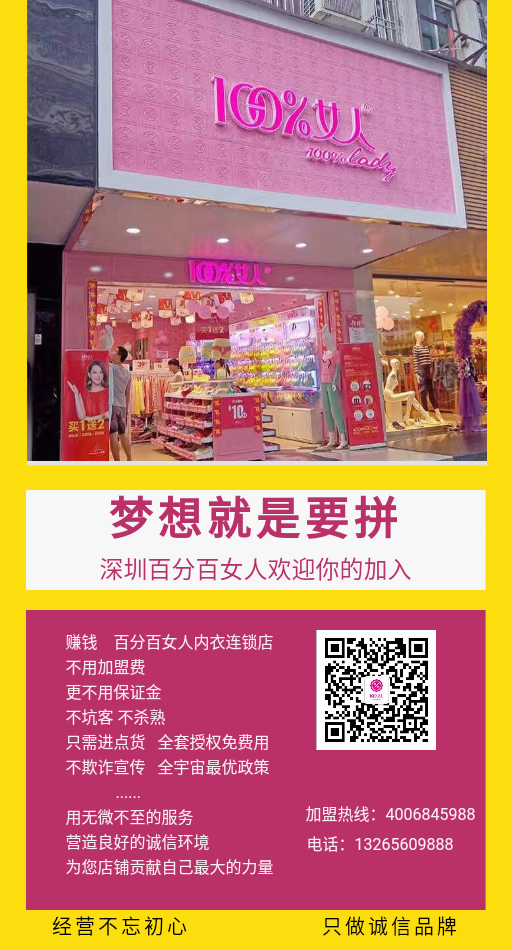 100%女人®
100%lady
100%女人®
买1送2
¥10
买1送2
梦想就是要拼
深圳百分百女人欢迎你的加入
赚钱 百分百女人内衣连锁店
不用加盟费
更不用保证金
不坑客 不杀熟
只需进点货 全套授权免费用
不欺诈宣传 全宇宙最优政策
......
用无微不至的服务
营造良好的诚信环境
为您店铺贡献自己最大的力量
加盟热线：4006845988
电话：13265609888
经营不忘初心
只做诚信品牌